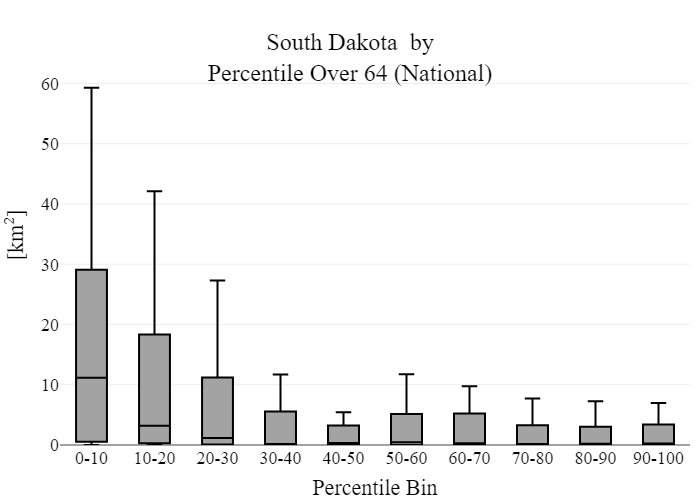 South Dakota  by
Percentile Over 64 (National)
60
50
40
30
20
10
0
[km²]
0-10 10-20 20-30 30-40 40-50 50-60 60-70 70-80 80-90 90-100
Percentile Bin